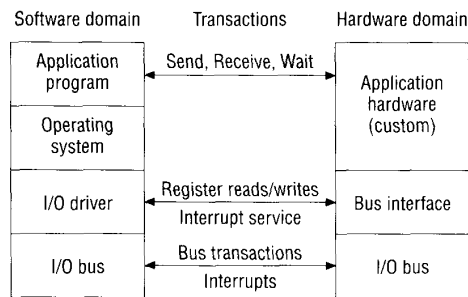 Software domain
Transactions
Hardware domain
Application
program
Send, Receive, Wait
Application
hardware
(custom)
Operating
system
I/O driver
Register reads/writes
Interrupt service
Bus interface
I/O bus
Bus transactions
Interrupts
I/O bus